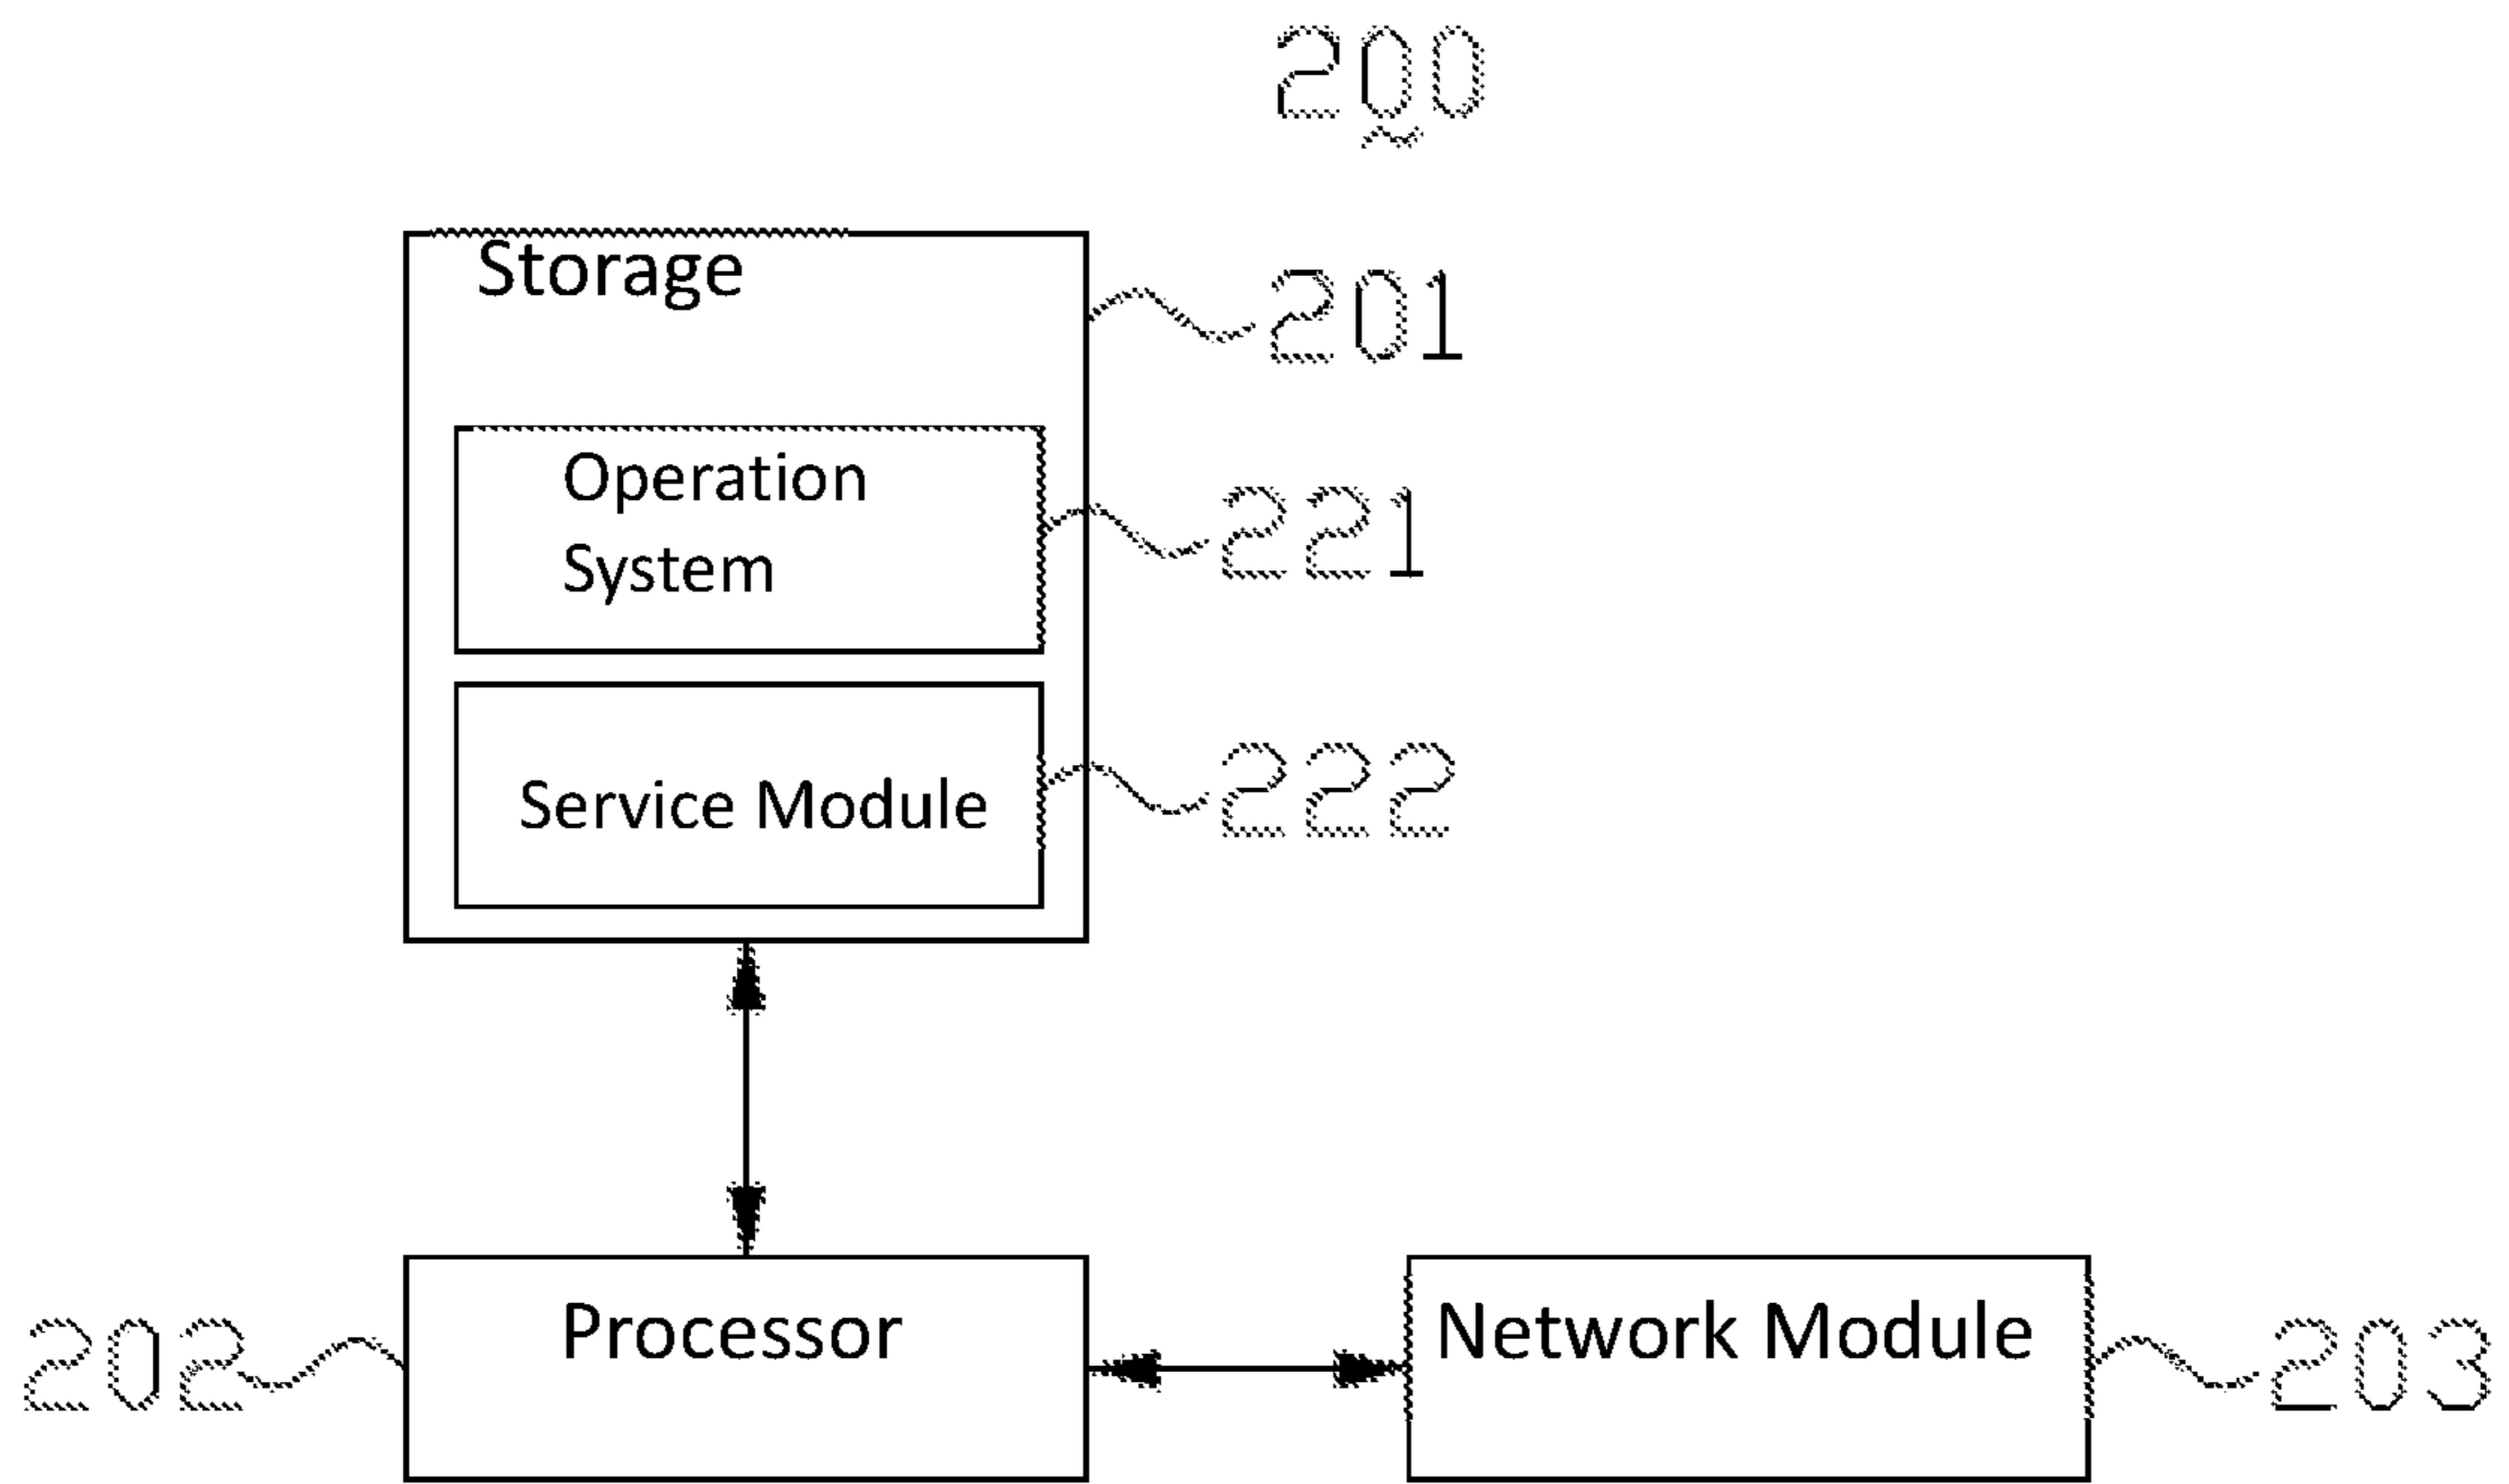 200
Storage
201
Operation
System
221
Service Module
222
202
Processor
Network Module
203